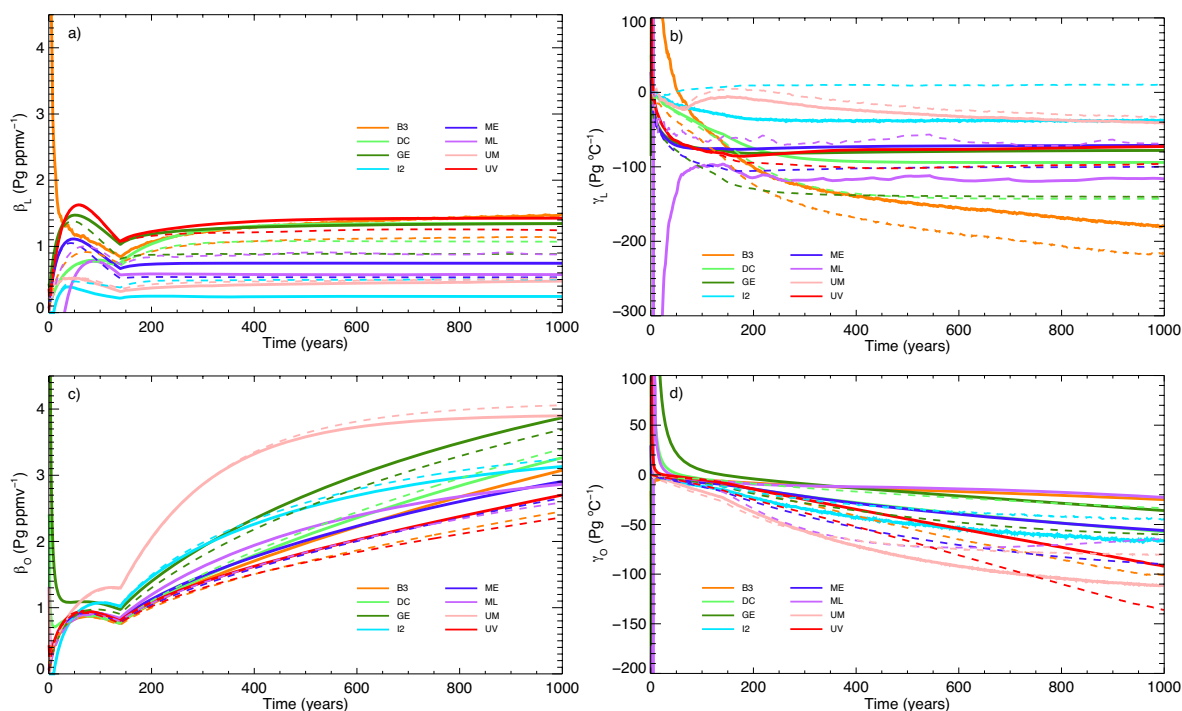 a)
4
3
2
1
0
β_L (Pg ppmv⁻¹)
B3 ME
DC ML
GE UM
I2 UV
0 200 400 600 800 1000
Time (years)
b)
100
0
−100
−200
−300
γ_L (Pg °C⁻¹)
B3 ME
DC ML
GE UM
I2 UV
0 200 400 600 800 1000
Time (years)
c)
4
3
2
1
0
β_O (Pg ppmv⁻¹)
B3 ME
DC ML
GE UM
I2 UV
0 200 400 600 800 1000
Time (years)
d)
100
50
0
−50
−100
−150
−200
γ_O (Pg °C⁻¹)
B3 ME
DC ML
GE UM
I2 UV
0 200 400 600 800 1000
Time (years)